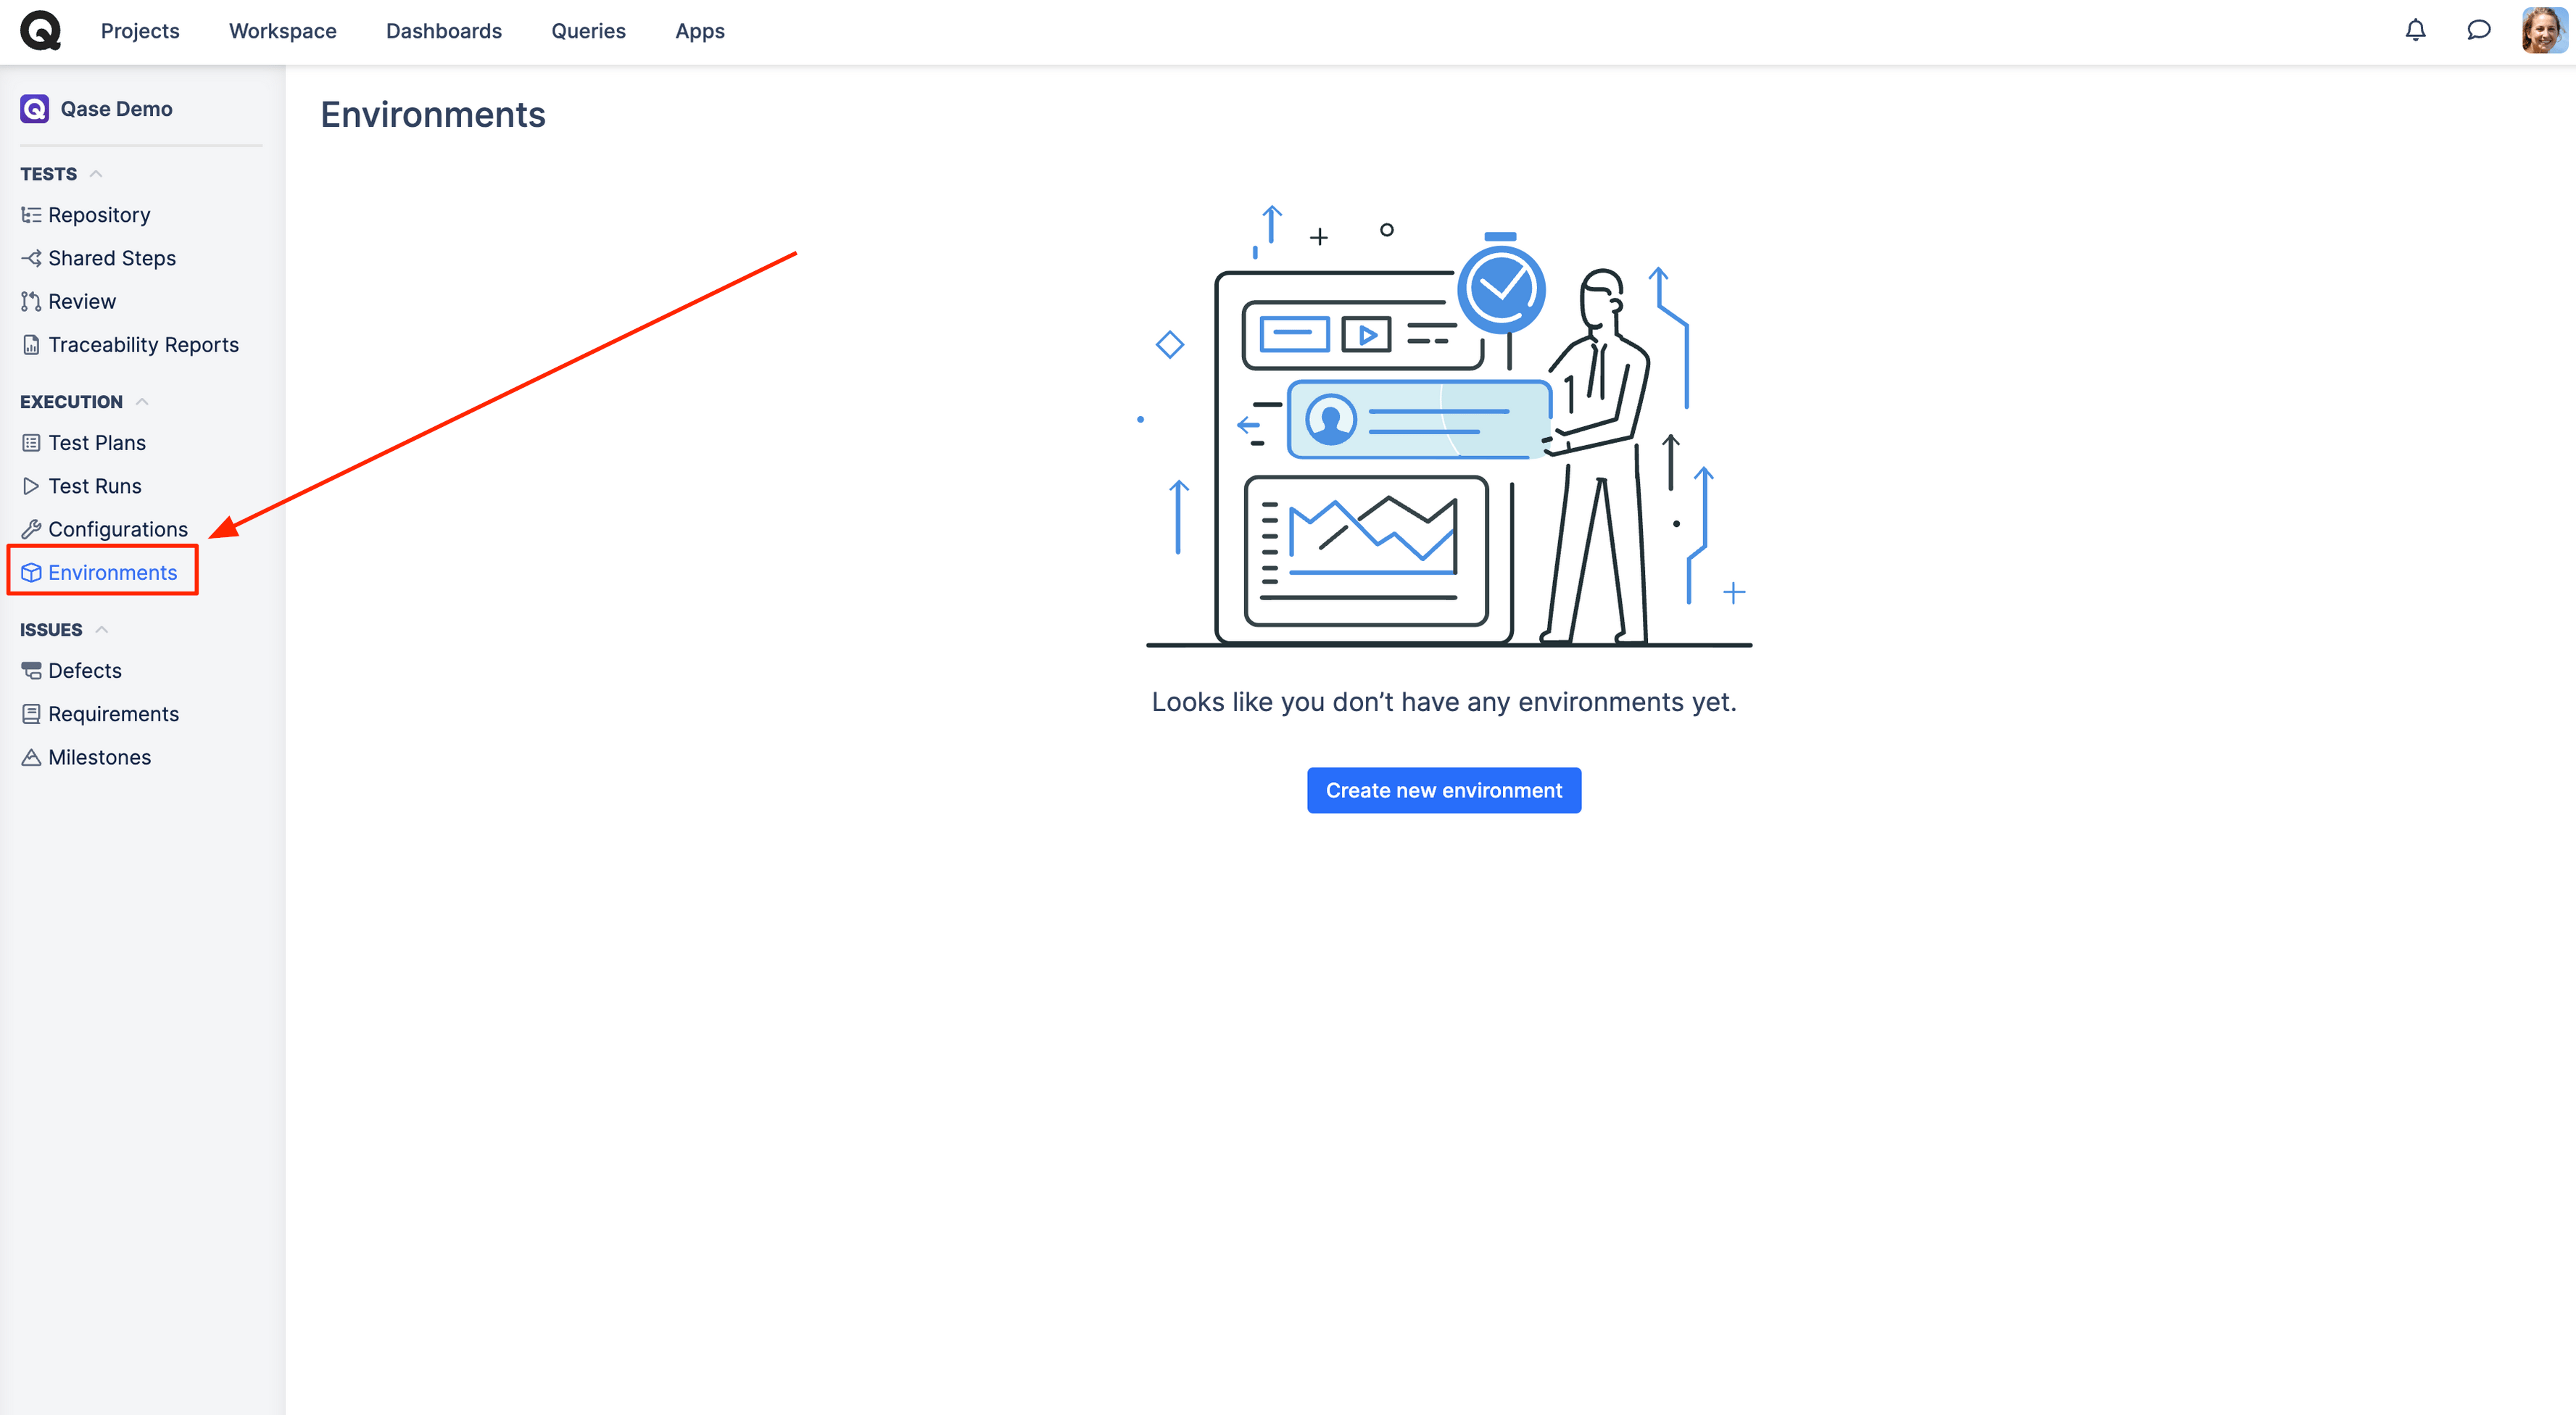 Projects Workspace Dashboards Queries Apps
Qase Demo
TESTS
Repository
Shared Steps
Review
Traceability Reports
EXECUTION
Test Plans
Test Runs
Configurations
Environments
ISSUES
Defects
Requirements
Milestones
Environments
Looks like you don’t have any environments yet.
Create new environment